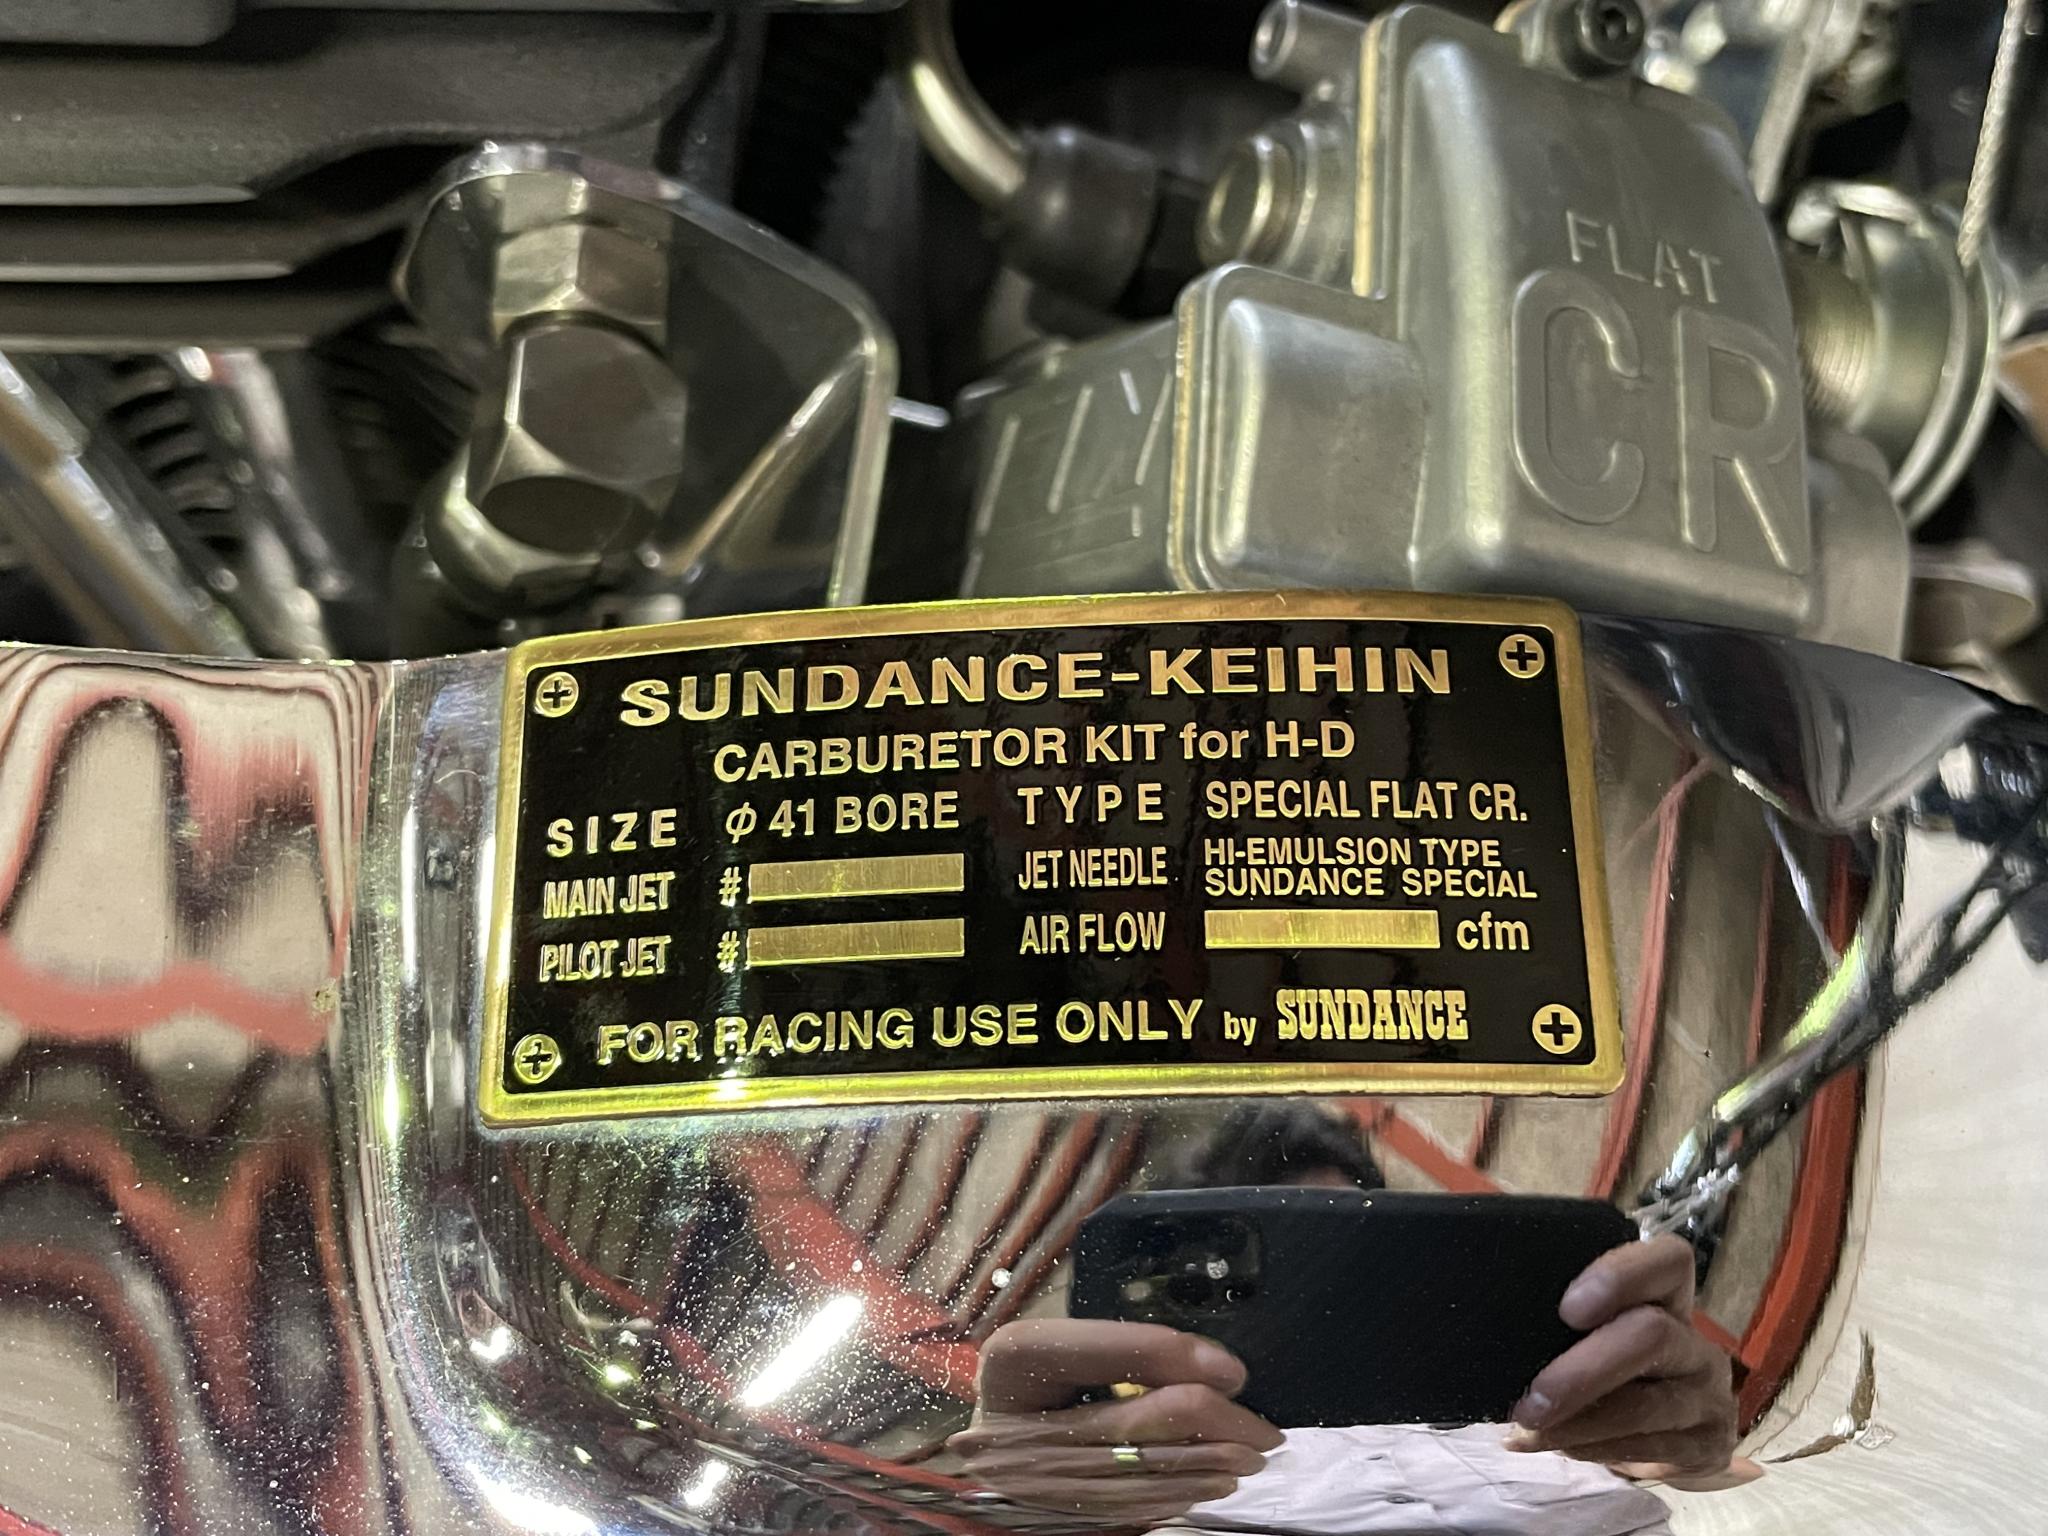 FLAT
CR
SUNDANCE-KEIHIN
CARBURETOR KIT for H-D
SIZE φ 41 BORE
MAIN JET #
PILOT JET #
TYPE SPECIAL FLAT CR.
JET NEEDLE HI-EMULSION TYPE
SUNDANCE SPECIAL
AIR FLOW cfm
FOR RACING USE ONLY by SUNDANCE